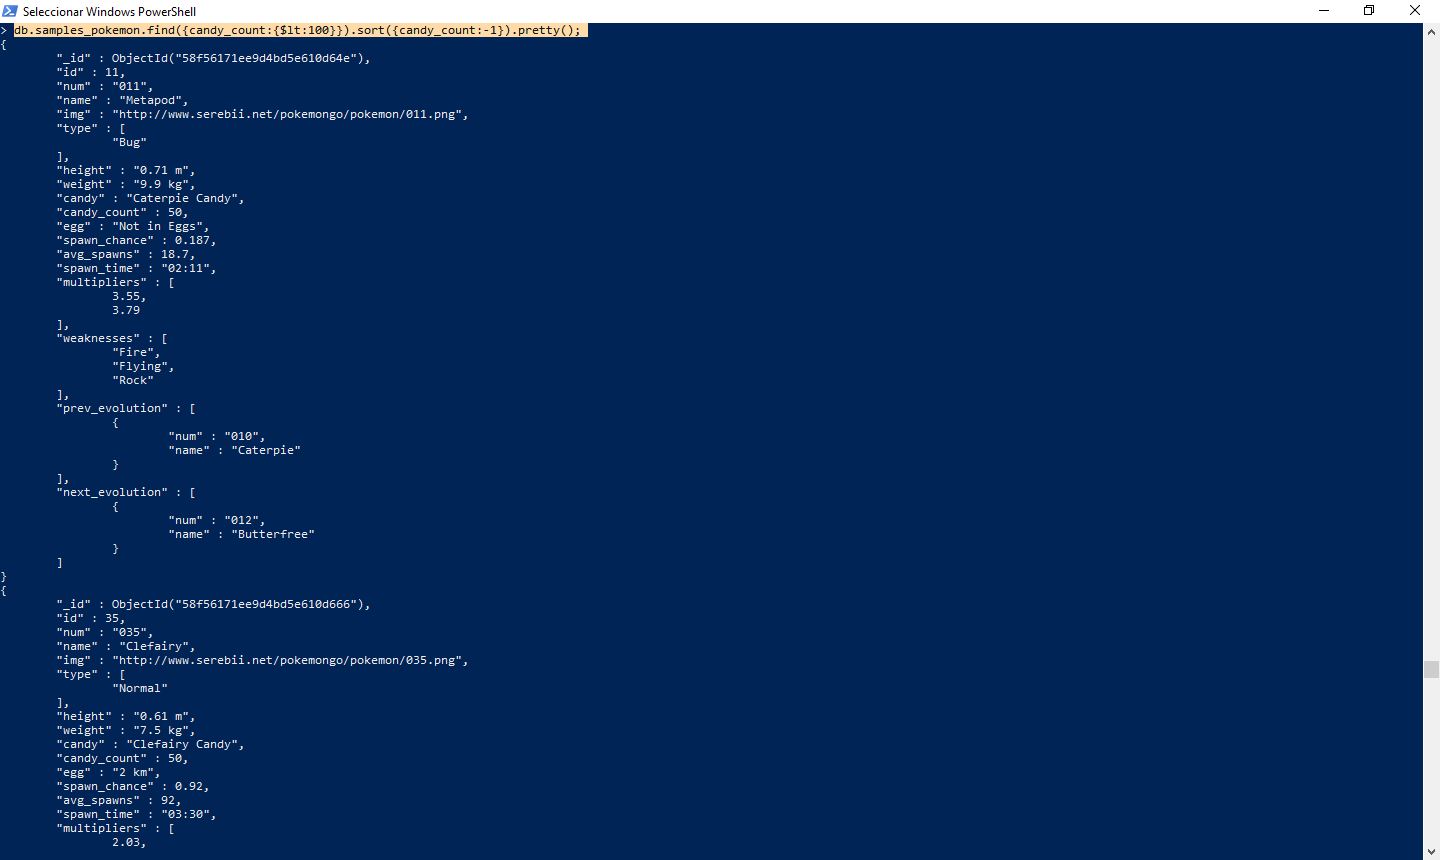 Seleccionar Windows PowerShell
> db.samples_pokemon.find({candy_count:{$lt:100}}).sort({candy_count:-1}).pretty();
{
        "_id" : ObjectId("58f56171ee9d4bd5e610d64e"),
        "id" : 11,
        "num" : "011",
        "name" : "Metapod",
        "img" : "http://www.serebii.net/pokemongo/pokemon/011.png",
        "type" : [
                "Bug"
        ],
        "height" : "0.71 m",
        "weight" : "9.9 kg",
        "candy" : "Caterpie Candy",
        "candy_count" : 50,
        "egg" : "Not in Eggs",
        "spawn_chance" : 0.187,
        "avg_spawns" : 18.7,
        "spawn_time" : "02:11",
        "multipliers" : [
                3.55,
                3.79
        ],
        "weaknesses" : [
                "Fire",
                "Flying",
                "Rock"
        ],
        "prev_evolution" : [
                {
                        "num" : "010",
                        "name" : "Caterpie"
                }
        ],
        "next_evolution" : [
                {
                        "num" : "012",
                        "name" : "Butterfree"
                }
        ]
}
{
        "_id" : ObjectId("58f56171ee9d4bd5e610d666"),
        "id" : 35,
        "num" : "035",
        "name" : "Clefairy",
        "img" : "http://www.serebii.net/pokemongo/pokemon/035.png",
        "type" : [
                "Normal"
        ],
        "height" : "0.61 m",
        "weight" : "7.5 kg",
        "candy" : "Clefairy Candy",
        "candy_count" : 50,
        "egg" : "2 km",
        "spawn_chance" : 0.92,
        "avg_spawns" : 92,
        "spawn_time" : "03:30",
        "multipliers" : [
                2.03,